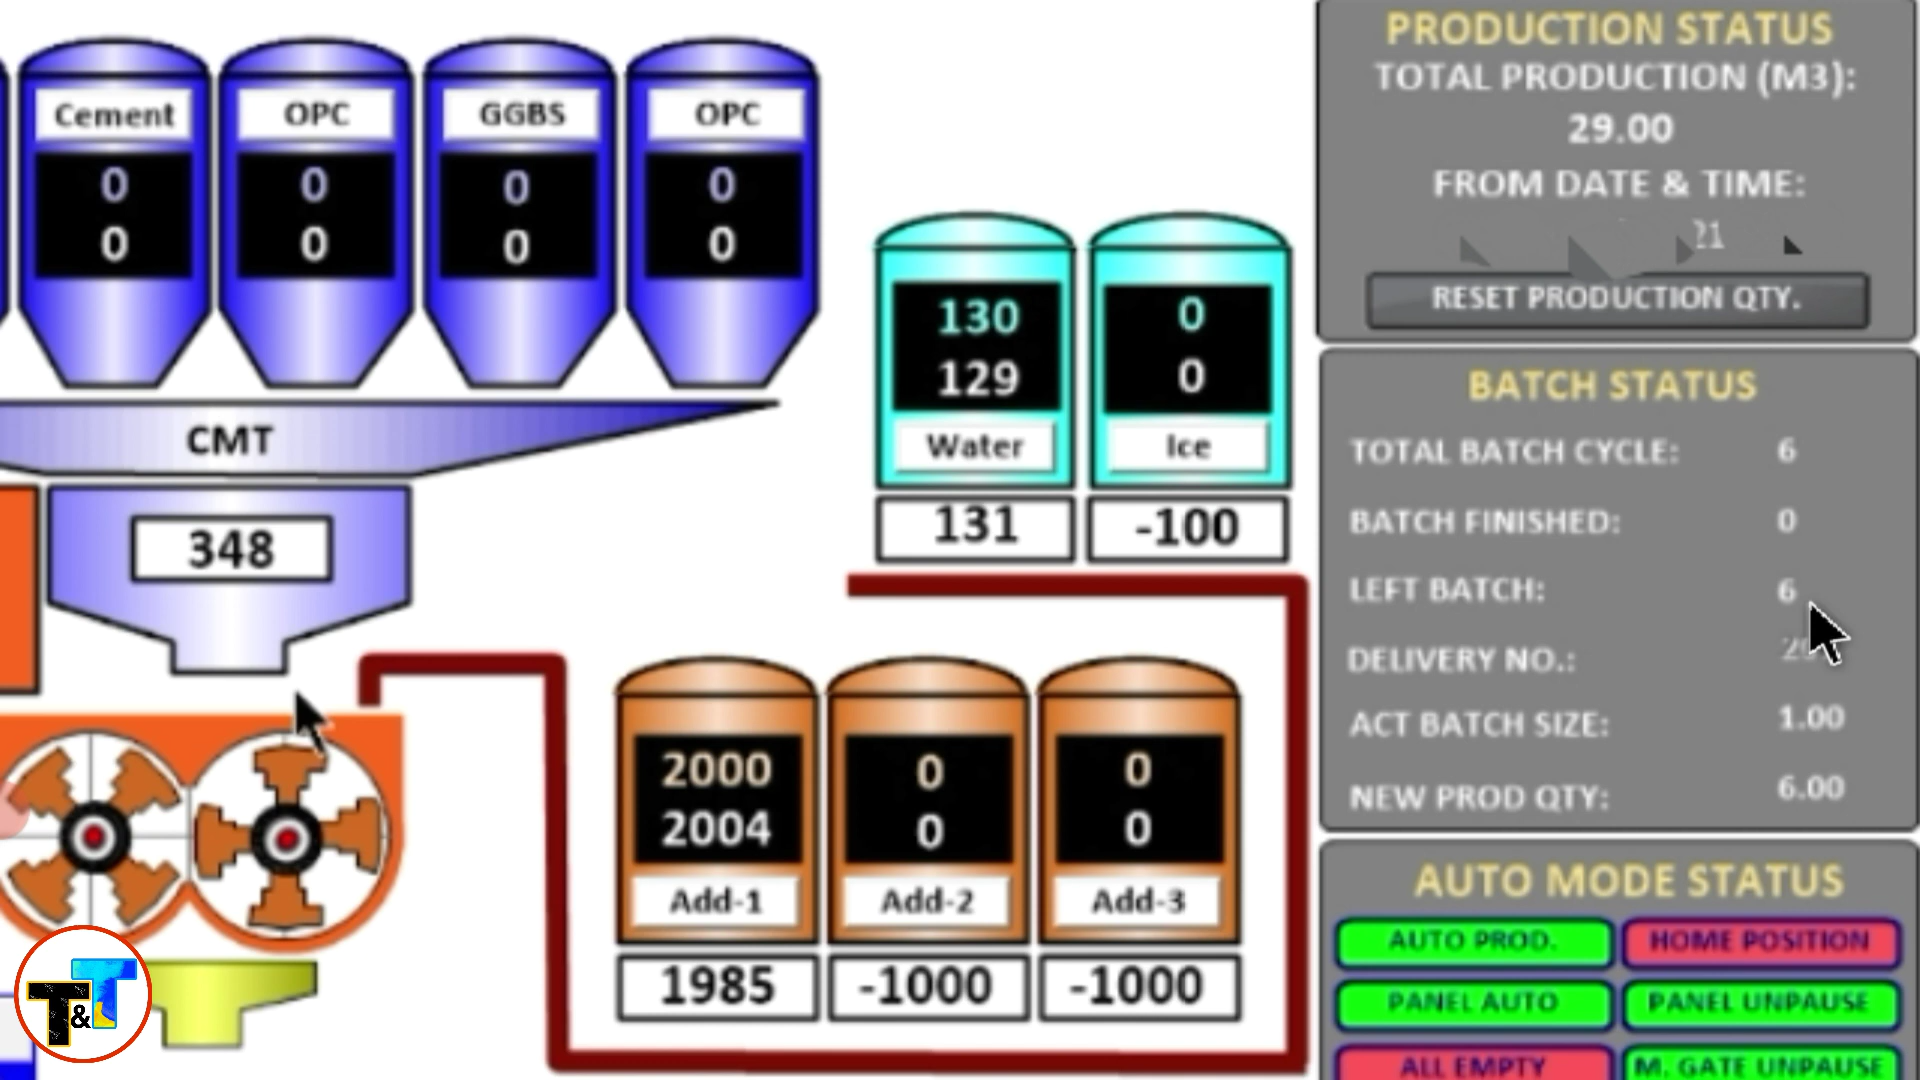 Cement
0
0
OPC
0
0
GGBS
0
0
OPC
0
0
CMT
348
130
129
Water
131
0
0
Ice
-100
2000
2004
Add-1
1985
0
0
Add-2
-1000
0
0
Add-3
-1000
T&T
PRODUCTION STATUS
TOTAL PRODUCTION (M3):
29.00
FROM DATE & TIME:
21
RESET PRODUCTION QTY.
BATCH STATUS
TOTAL BATCH CYCLE: 6
BATCH FINISHED: 0
LEFT BATCH: 6
DELIVERY NO.:
ACT BATCH SIZE: 1.00
NEW PROD QTY: 6.00
AUTO MODE STATUS
AUTO PROD. HOME POSITION
PANEL AUTO PANEL UNPAUSE
ALL EMPTY M. GATE UNPAUSE